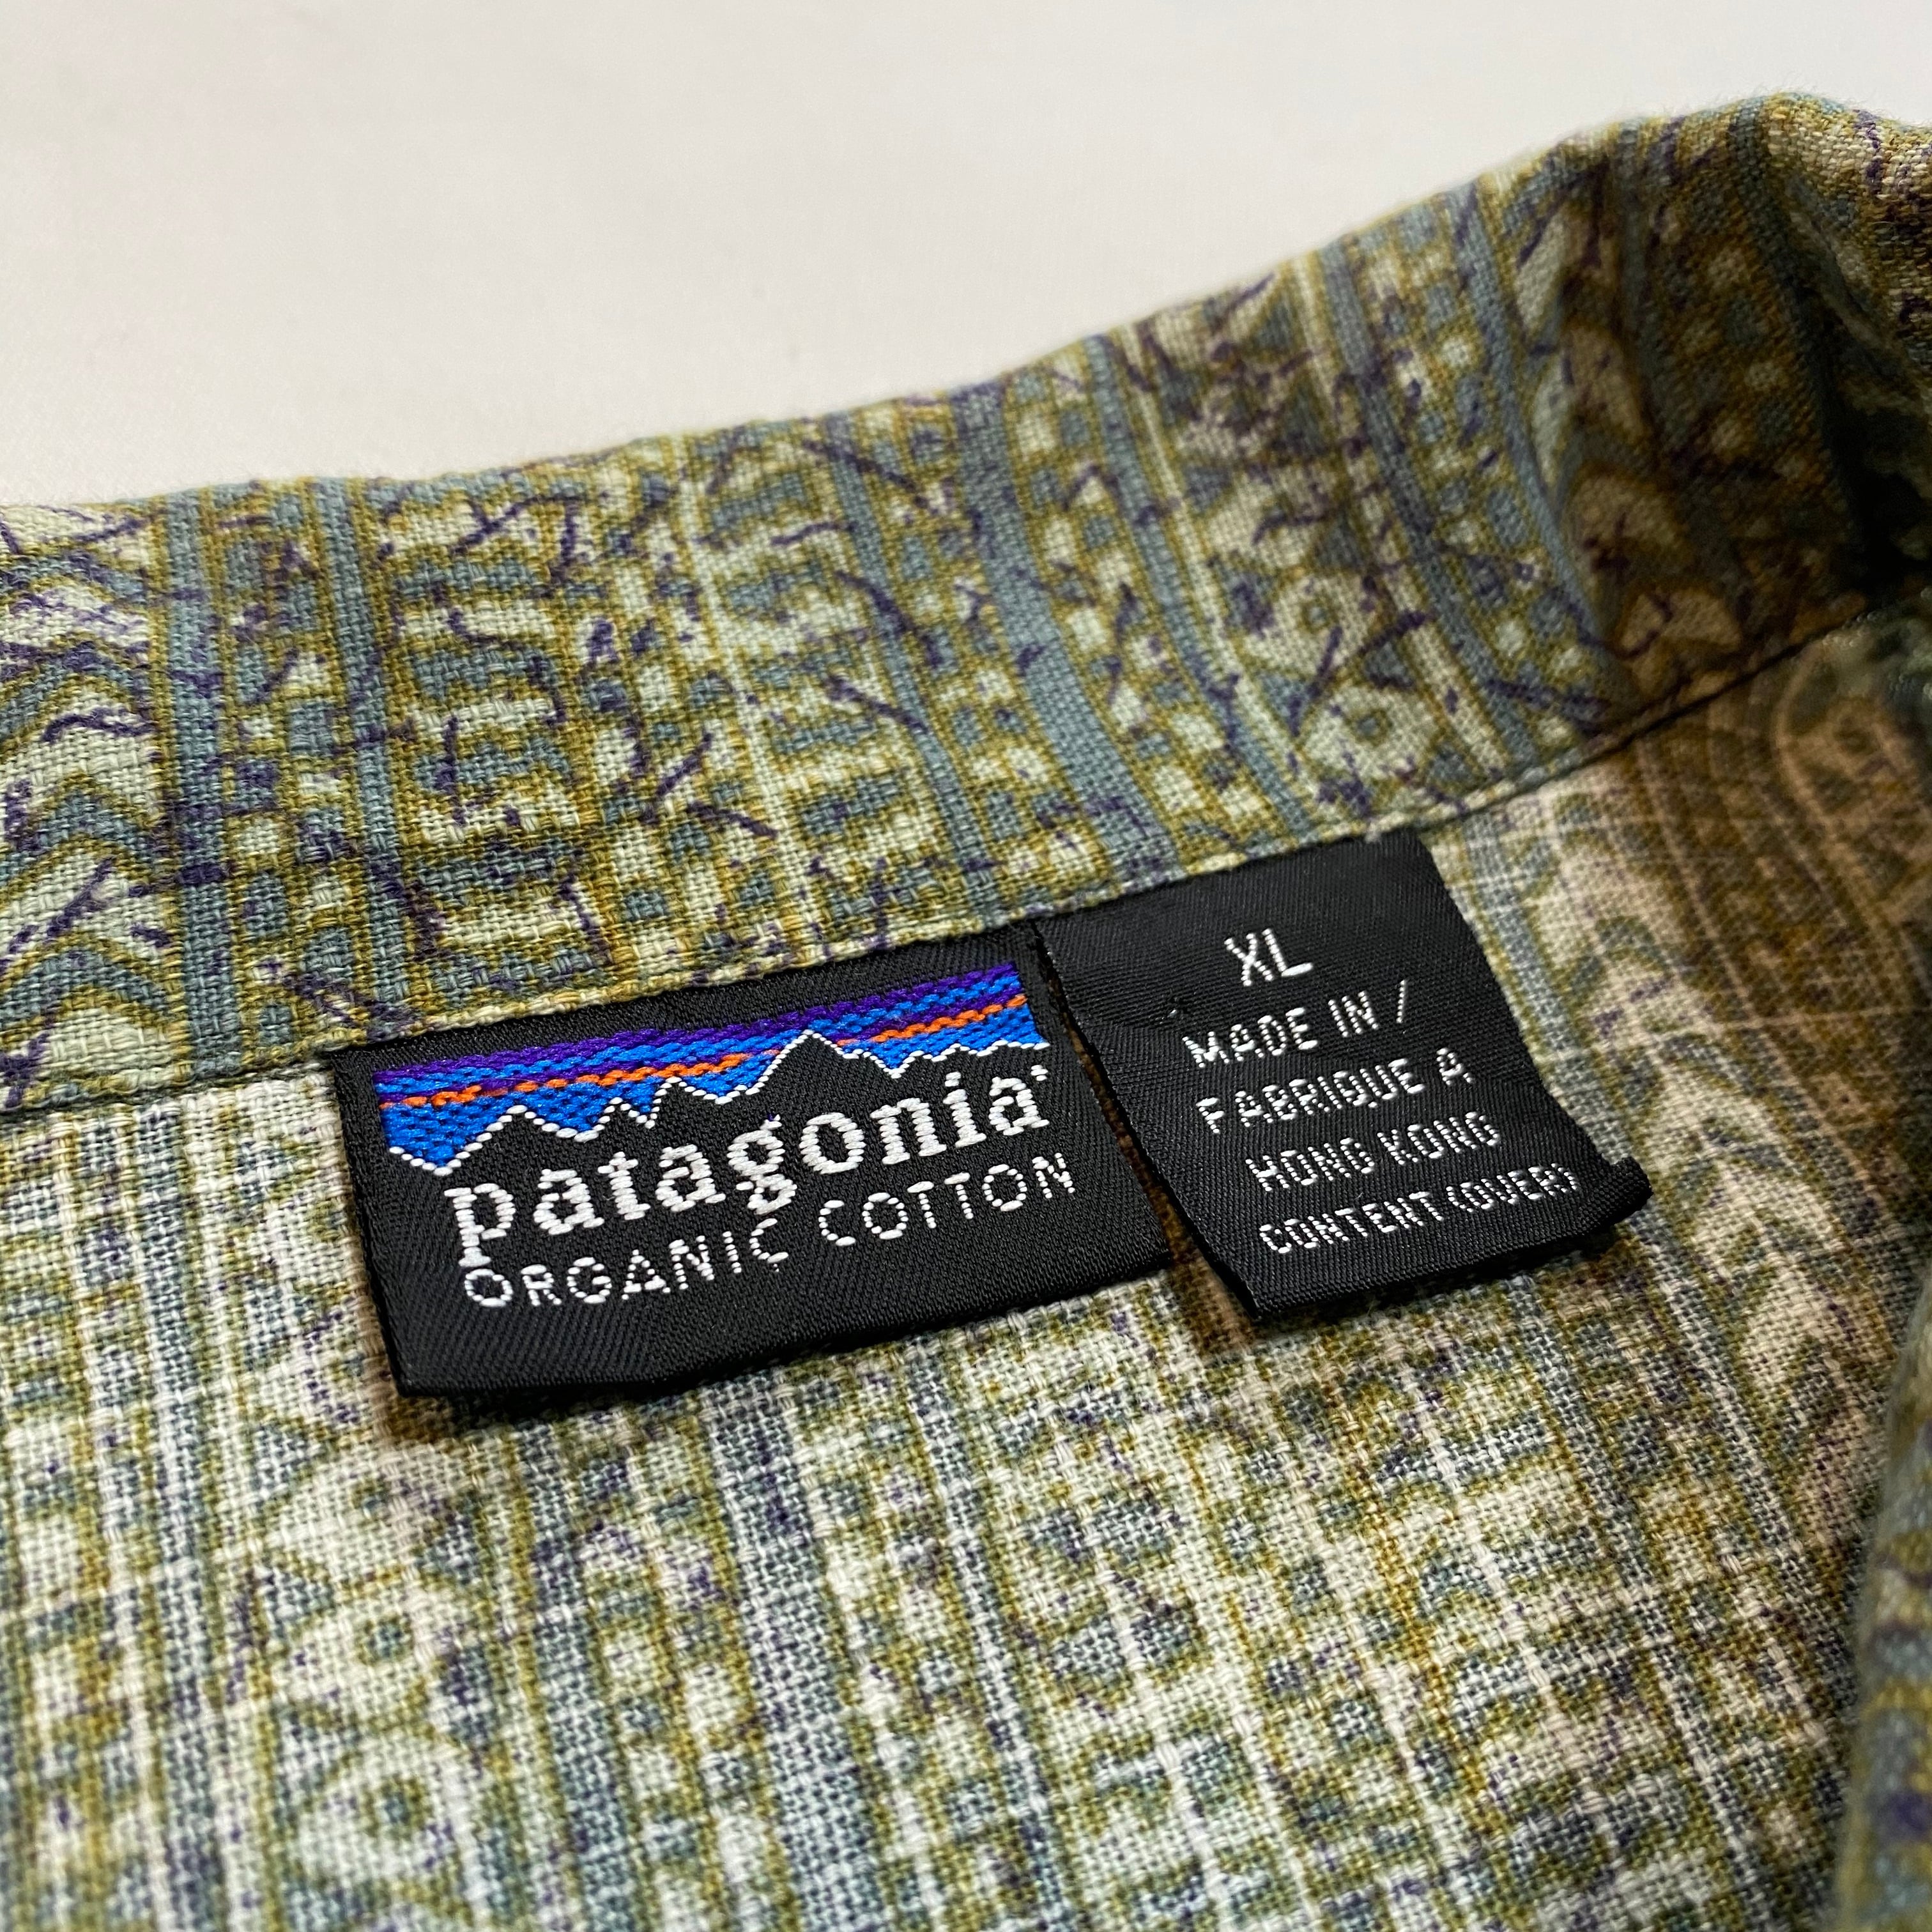 patagonia®
ORGANIC COTTON
XL
MADE IN /
FABRIQUE A
HONG KONG
CONTENT (OVER)